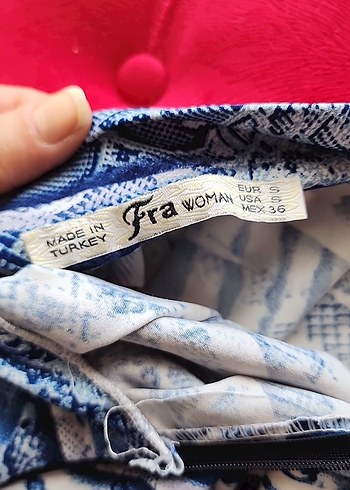 MADE IN
TURKEY
Fra WOMAN
EUR S
USA S
MEX 36